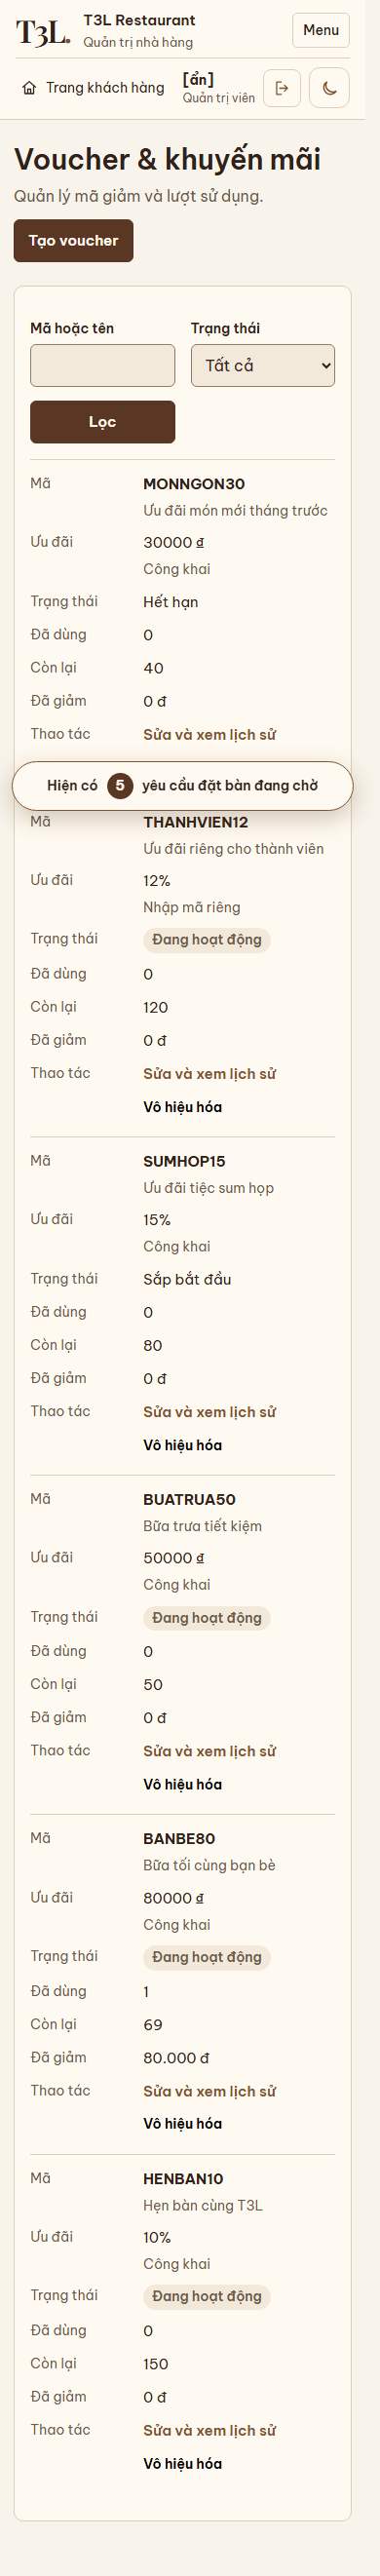 T3L.
T3L Restaurant
Quản trị nhà hàng
Menu
Trang khách hàng
[ẩn]
Quản trị viên
Voucher & khuyến mãi
Quản lý mã giảm và lượt sử dụng.
Tạo voucher
Mã hoặc tên
Trạng thái
Tất cả
Lọc
Mã
MONNGON30
Ưu đãi món mới tháng trước
Ưu đãi
30000 ₫
Công khai
Trạng thái
Hết hạn
Đã dùng
0
Còn lại
40
Đã giảm
0 đ
Thao tác
Sửa và xem lịch sử
Hiện có 5 yêu cầu đặt bàn đang chờ
Mã
THANHVIEN12
Ưu đãi riêng cho thành viên
Ưu đãi
12%
Nhập mã riêng
Trạng thái
Đang hoạt động
Đã dùng
0
Còn lại
120
Đã giảm
0 đ
Thao tác
Sửa và xem lịch sử
Vô hiệu hóa
Mã
SUMHOP15
Ưu đãi tiệc sum họp
Ưu đãi
15%
Công khai
Trạng thái
Sắp bắt đầu
Đã dùng
0
Còn lại
80
Đã giảm
0 đ
Thao tác
Sửa và xem lịch sử
Vô hiệu hóa
Mã
BUATRUA50
Bữa trưa tiết kiệm
Ưu đãi
50000 ₫
Công khai
Trạng thái
Đang hoạt động
Đã dùng
0
Còn lại
50
Đã giảm
0 đ
Thao tác
Sửa và xem lịch sử
Vô hiệu hóa
Mã
BANBE80
Bữa tối cùng bạn bè
Ưu đãi
80000 ₫
Công khai
Trạng thái
Đang hoạt động
Đã dùng
1
Còn lại
69
Đã giảm
80.000 đ
Thao tác
Sửa và xem lịch sử
Vô hiệu hóa
Mã
HENBAN10
Hẹn bàn cùng T3L
Ưu đãi
10%
Công khai
Trạng thái
Đang hoạt động
Đã dùng
0
Còn lại
150
Đã giảm
0 đ
Thao tác
Sửa và xem lịch sử
Vô hiệu hóa